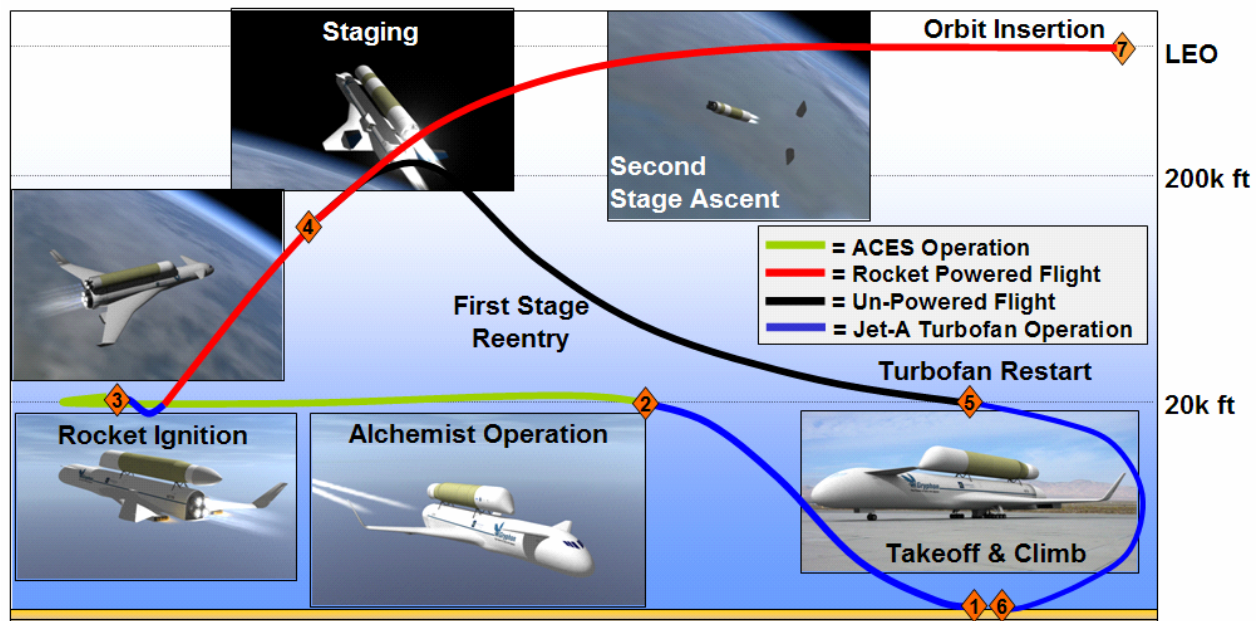 Staging
Orbit Insertion
7
LEO
Second
Stage Ascent
200k ft
4
= ACES Operation
= Rocket Powered Flight
= Un-Powered Flight
= Jet-A Turbofan Operation
First Stage
Reentry
Turbofan Restart
3
2
5
20k ft
Rocket Ignition
Alchemist Operation
Gryphon
Gryphon
Takeoff & Climb
1
6